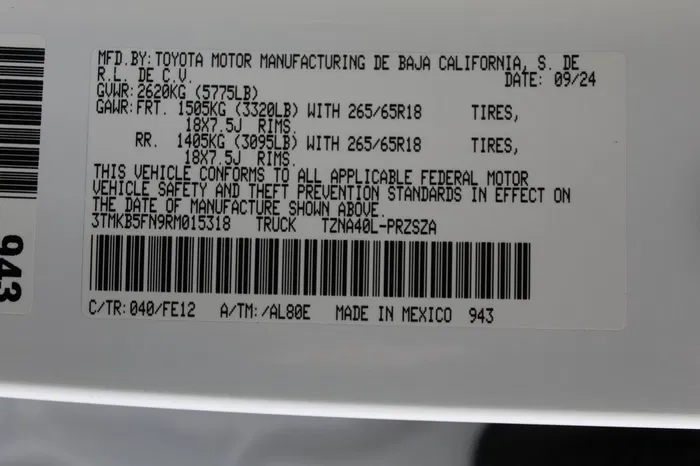 MFD.BY:TOYOTA MOTOR MANUFACTURING DE BAJA CALIFORNIA, S. DE
R.L. DE C.V. DATE: 09/24
GVWR:2620KG (5775LB)
GAWR:FRT. 1505KG (3320LB) WITH 265/65R18 TIRES,
18X7.5J RIMS.
RR. 1405KG (3095LB) WITH 265/65R18 TIRES,
18X7.5J RIMS.
THIS VEHICLE CONFORMS TO ALL APPLICABLE FEDERAL MOTOR
VEHICLE SAFETY AND THEFT PREVENTION STANDARDS IN EFFECT ON
THE DATE OF MANUFACTURE SHOWN ABOVE.
3TMKB5FN9RM015318 TRUCK TZNA40L-PRZSZA
C/TR:040/FE12 A/TM:/AL80E MADE IN MEXICO 943
943